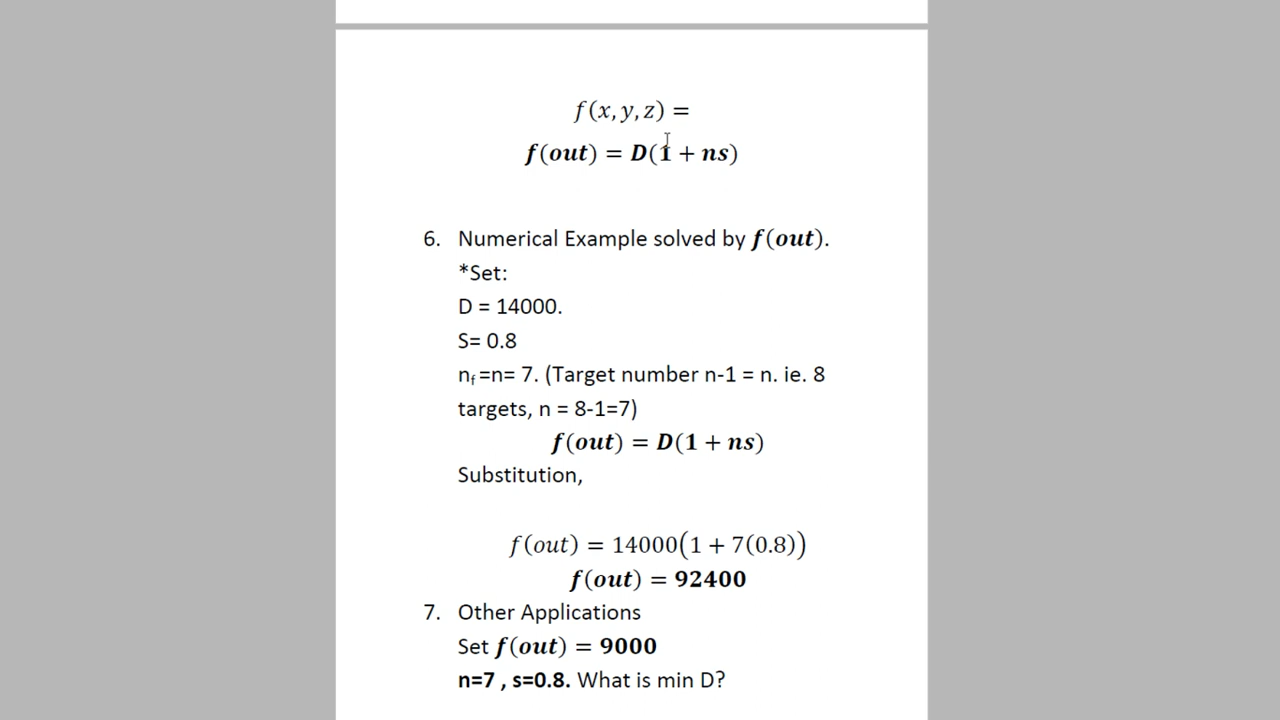 f(x, y, z) =
f(out) = D(1 + ns)
6. Numerical Example solved by f(out).
*Set:
D = 14000.
S= 0.8
nf =n= 7. (Target number n-1 = n. ie. 8
targets, n = 8-1=7)
f(out) = D(1 + ns)
Substitution,
f(out) = 14000(1 + 7(0.8))
f(out) = 92400
7. Other Applications
Set f(out) = 9000
n=7 , s=0.8. What is min D?